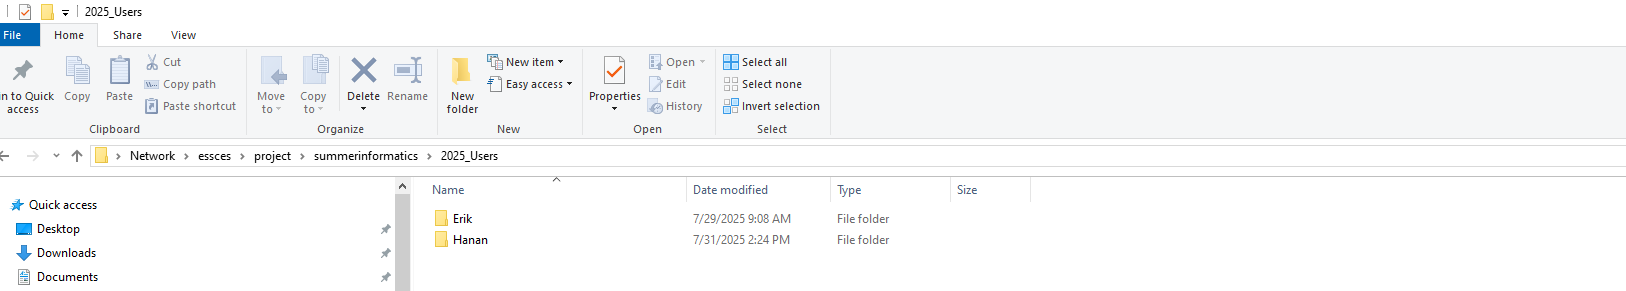 2025_Users
File Home Share View
Cut
Copy path
Paste shortcut
in to Quick access
Copy
Paste
Clipboard
Move to
Copy to
Delete
Rename
Organize
New folder
New item
Easy access
New
Properties
Open
Edit
History
Open
Select all
Select none
Invert selection
Select
Network > essces > project > summerinformatics > 2025_Users
Quick access
Desktop
Downloads
Documents
Name Date modified Type Size
Erik 7/29/2025 9:08 AM File folder
Hanan 7/31/2025 2:24 PM File folder